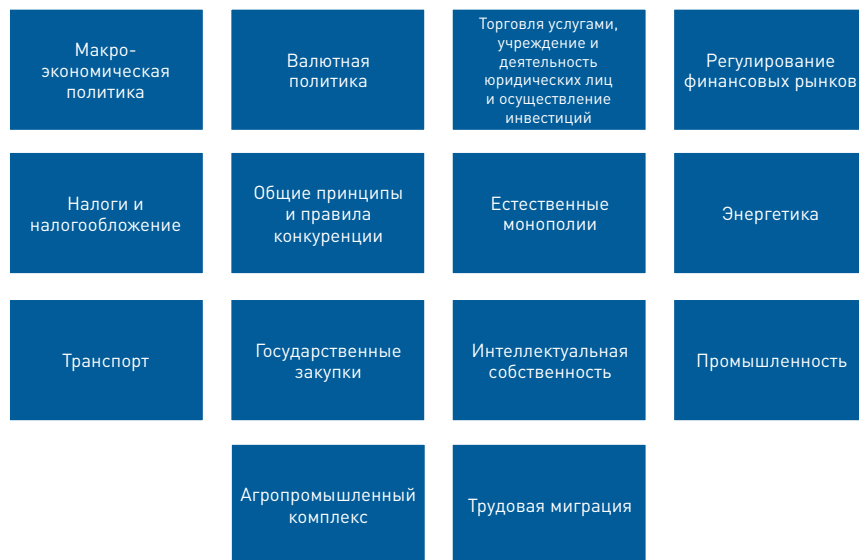 Макро-
экономическая
политика
Валютная
политика
Торговля услугами,
учреждение и
деятельность
юридических лиц
и осуществление
инвестиций
Регулирование
финансовых рынков
Налоги и
налогообложение
Общие принципы
и правила
конкуренции
Естественные
монополии
Энергетика
Транспорт
Государственные
закупки
Интеллектуальная
собственность
Промышленность
Агропромышленный
комплекс
Трудовая миграция